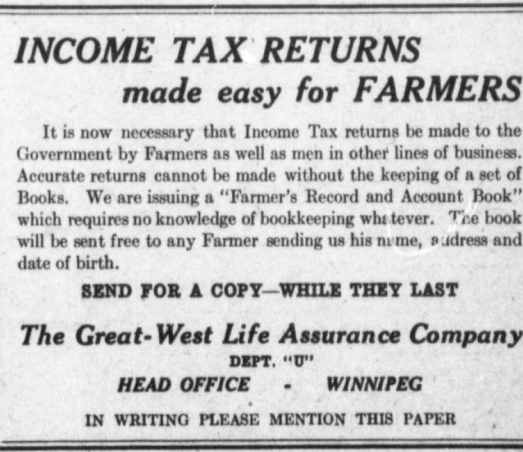 INCOME TAX RETURNS
made easy for FARMERS
It is now necessary that Income Tax returns be made to the
Government by Farmers as well as men in other lines of business.
Accurate returns cannot be made without the keeping of a set of
Books. We are issuing a "Farmer's Record and Account Book"
which requires no knowledge of bookkeeping whatever. The book
will be sent free to any Farmer sending us his name, address and
date of birth.
SEND FOR A COPY—WHILE THEY LAST
The Great-West Life Assurance Company
DEPT. "U"
HEAD OFFICE - WINNIPEG
IN WRITING PLEASE MENTION THIS PAPER